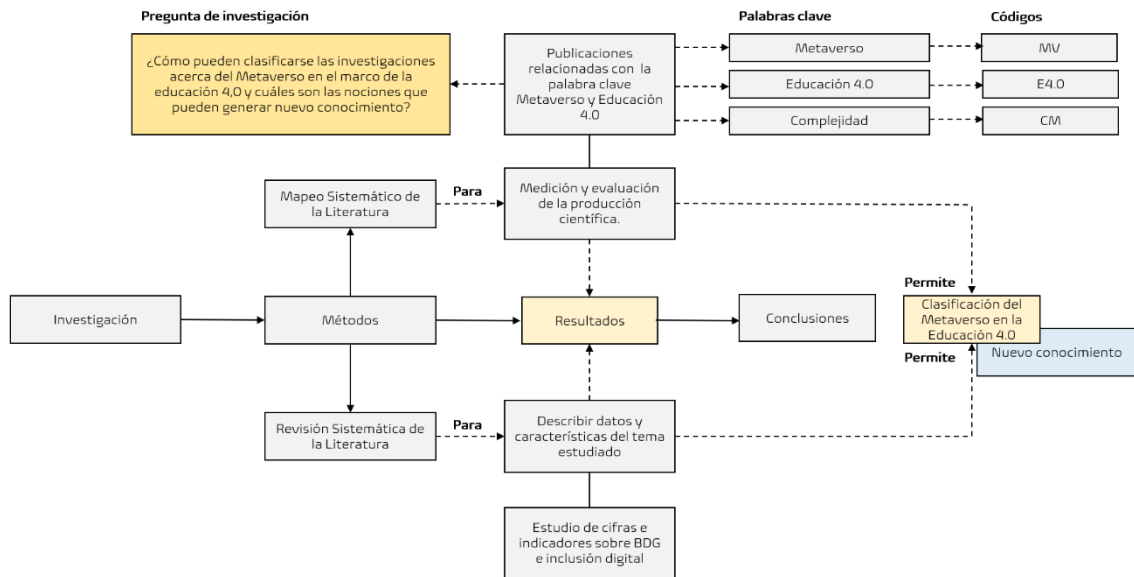 Pregunta de investigación
Palabras clave
Códigos
¿Cómo pueden clasificarse las investigaciones
acerca del Metaverso en el marco de la
educación 4,0 y cuáles son las nociones que
pueden generar nuevo conocimiento?
Publicaciones
relacionadas con la
palabra clave
Metaverso y Educación
4.0
Metaverso
MV
Educación 4.0
E4.0
Complejidad
CM
Mapeo Sistemático de
la Literatura
Para
Medición y evaluación
de la producción
científica.
Investigación
Métodos
Resultados
Conclusiones
Permite
Clasificación del
Metaverso en la
Educación 4.0
Permite
Nuevo conocimiento
Revisión Sistemática de
la Literatura
Para
Describir datos y
características del tema
estudiado
Estudio de cifras e
indicadores sobre BDG
e inclusión digital